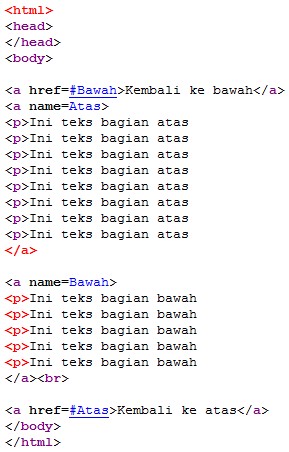 <html>
<head>
</head>
<body>
<a href=#Bawah>Kembali ke bawah</a>
<a name=Atas>
<p>Ini teks bagian atas
<p>Ini teks bagian atas
<p>Ini teks bagian atas
<p>Ini teks bagian atas
<p>Ini teks bagian atas
<p>Ini teks bagian atas
<p>Ini teks bagian atas
<p>Ini teks bagian atas
</a>
<a name=Bawah>
<p>Ini teks bagian bawah
<p>Ini teks bagian bawah
<p>Ini teks bagian bawah
<p>Ini teks bagian bawah
<p>Ini teks bagian bawah
</a><br>
<a href=#Atas>Kembali ke atas</a>
</body>
</html>